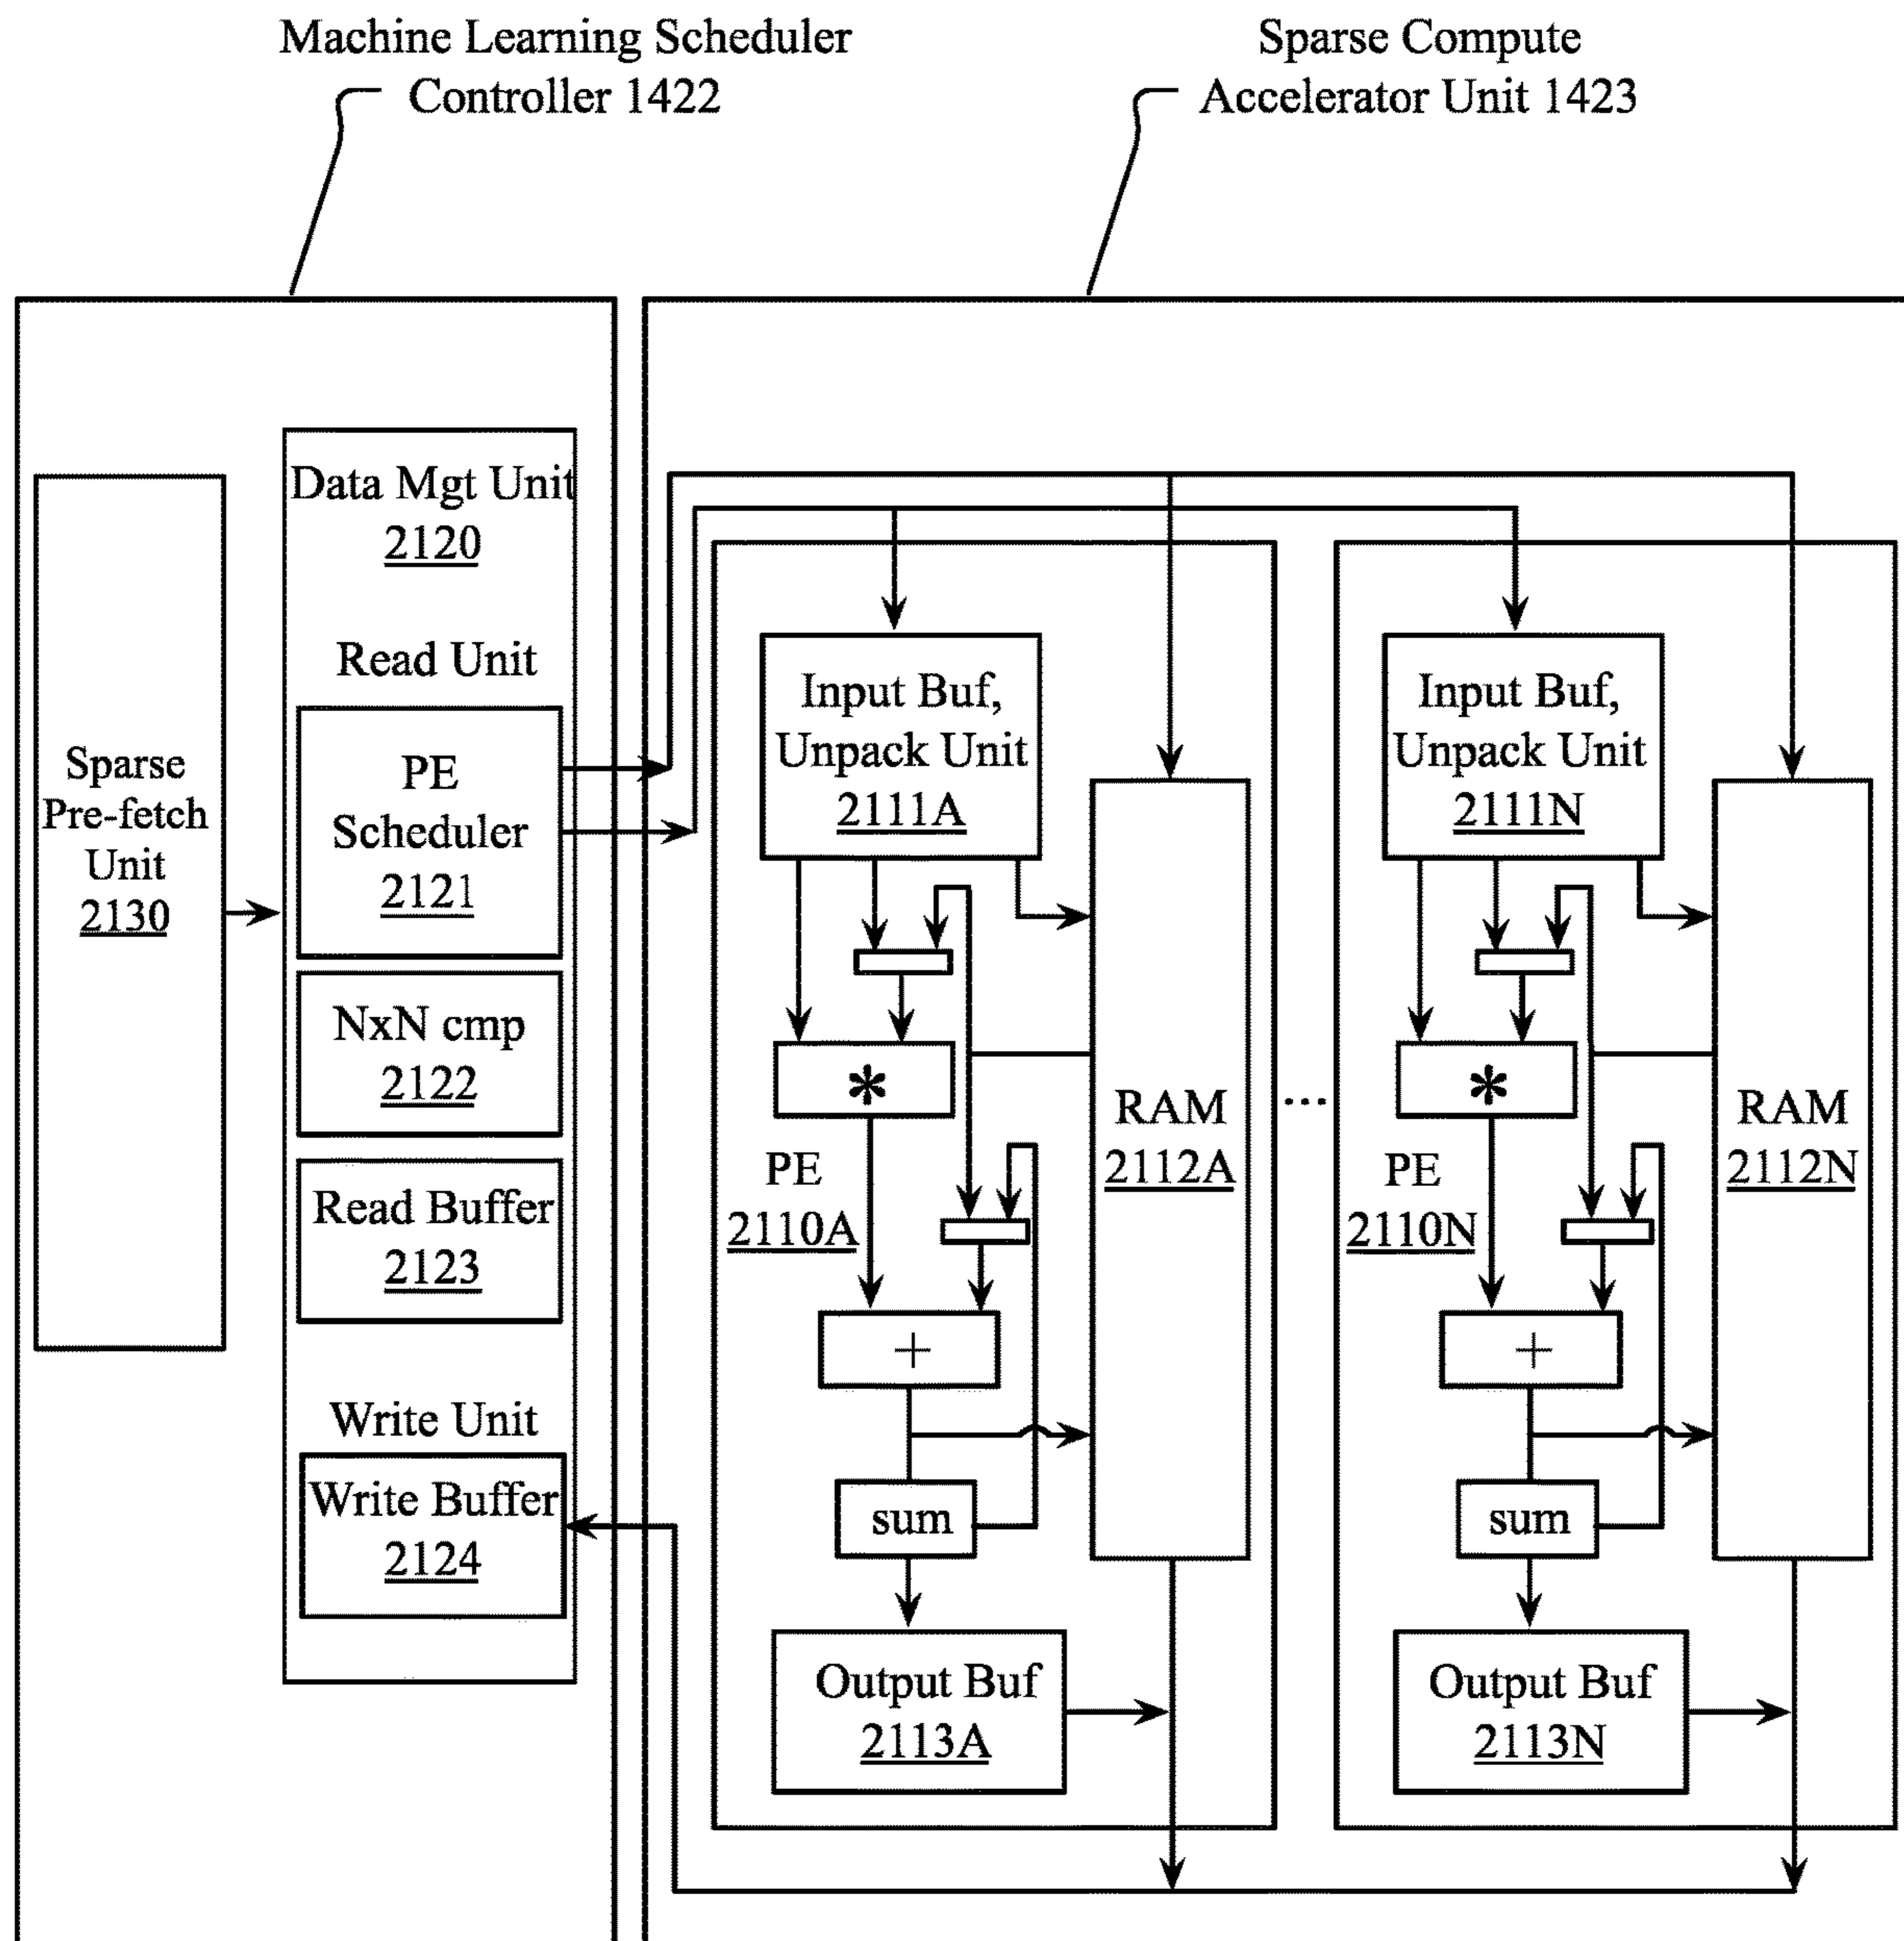 Machine Learning Scheduler
Controller 1422
Sparse Compute
Accelerator Unit 1423
Sparse
Pre-fetch
Unit
2130
Data Mgt Unit
2120
Read Unit
PE
Scheduler
2121
NxN cmp
2122
Read Buffer
2123
Write Unit
Write Buffer
2124
Input Buf,
Unpack Unit
2111A
*
PE
2110A
+
sum
RAM
2112A
Output Buf
2113A
...
Input Buf,
Unpack Unit
2111N
*
PE
2110N
+
sum
RAM
2112N
Output Buf
2113N